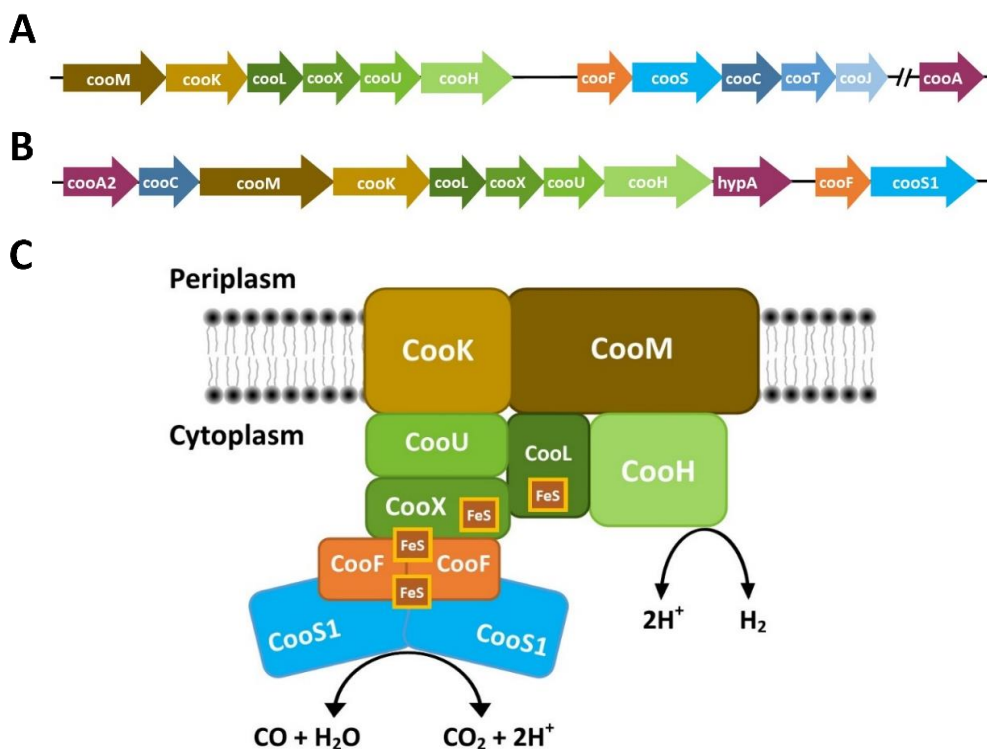 A
cooM cooK cooL cooX cooU cooH cooF cooS cooC cooT cooJ // cooA
B
cooA2 cooC cooM cooK cooL cooX cooU cooH hypA cooF cooS1
C
Periplasm
CooK CooM
Cytoplasm
CooU CooL CooH
CooX FeS FeS
FeS
CooF CooF
FeS
CooS1 CooS1
2H⁺ H₂
CO + H₂O CO₂ + 2H⁺